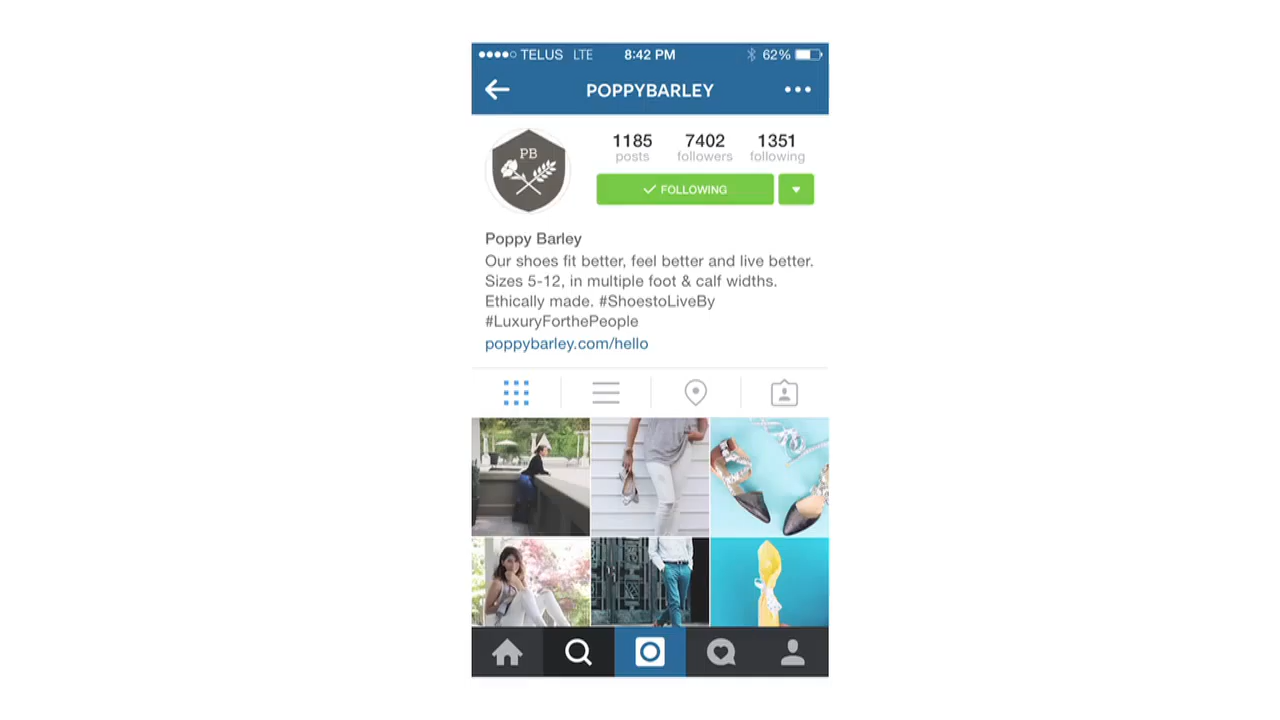 TELUS LTE 8:42 PM 62%
POPPYBARLEY
PB
1185 7402 1351
posts followers following
FOLLOWING
Poppy Barley
Our shoes fit better, feel better and live better.
Sizes 5-12, in multiple foot & calf widths.
Ethically made. #ShoestoLiveBy
#LuxuryForthePeople
poppybarley.com/hello